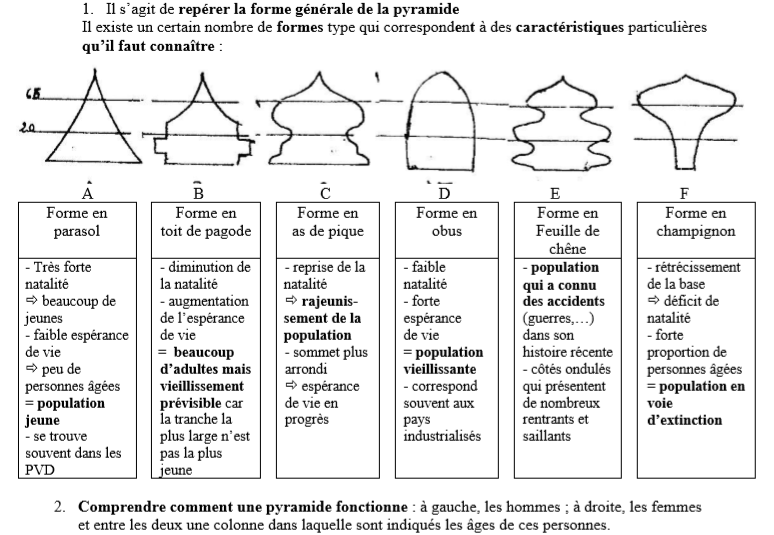 1. Il s'agit de repérer la forme générale de la pyramide
Il existe un certain nombre de formes type qui correspondent à des caractéristiques particulières
qu'il faut connaître :
65
20
A
B
C
D
E
F
Forme en
parasol
- Très forte
natalité
⇨ beaucoup de
jeunes
- faible espérance
de vie
⇨ peu de
personnes âgées
= population
jeune
- se trouve
souvent dans les
PVD
Forme en
toit de pagode
- diminution de
la natalité
- augmentation
de l'espérance
de vie
= beaucoup
d'adultes mais
vieillissement
prévisible car
la tranche la
plus large n'est
pas la plus
jeune
Forme en
as de pique
- reprise de la
natalité
⇨ rajeunis-
sement de la
population
- sommet plus
arrondi
⇨ espérance
de vie en
progrès
Forme en
obus
- faible
natalité
- forte
espérance
de vie
= population
vieillissante
- correspond
souvent aux
pays
industrialisés
Forme en
Feuille de
chêne
- population
qui a connu
des accidents
(guerres,...)
dans son
histoire récente
- côtés ondulés
qui présentent
de nombreux
rentrants et
saillants
Forme en
champignon
- rétrécissement
de la base
⇨ déficit de
natalité
- forte
proportion de
personnes âgées
= population en
voie
d'extinction
2. Comprendre comment une pyramide fonctionne : à gauche, les hommes ; à droite, les femmes
et entre les deux une colonne dans laquelle sont indiqués les âges de ces personnes.